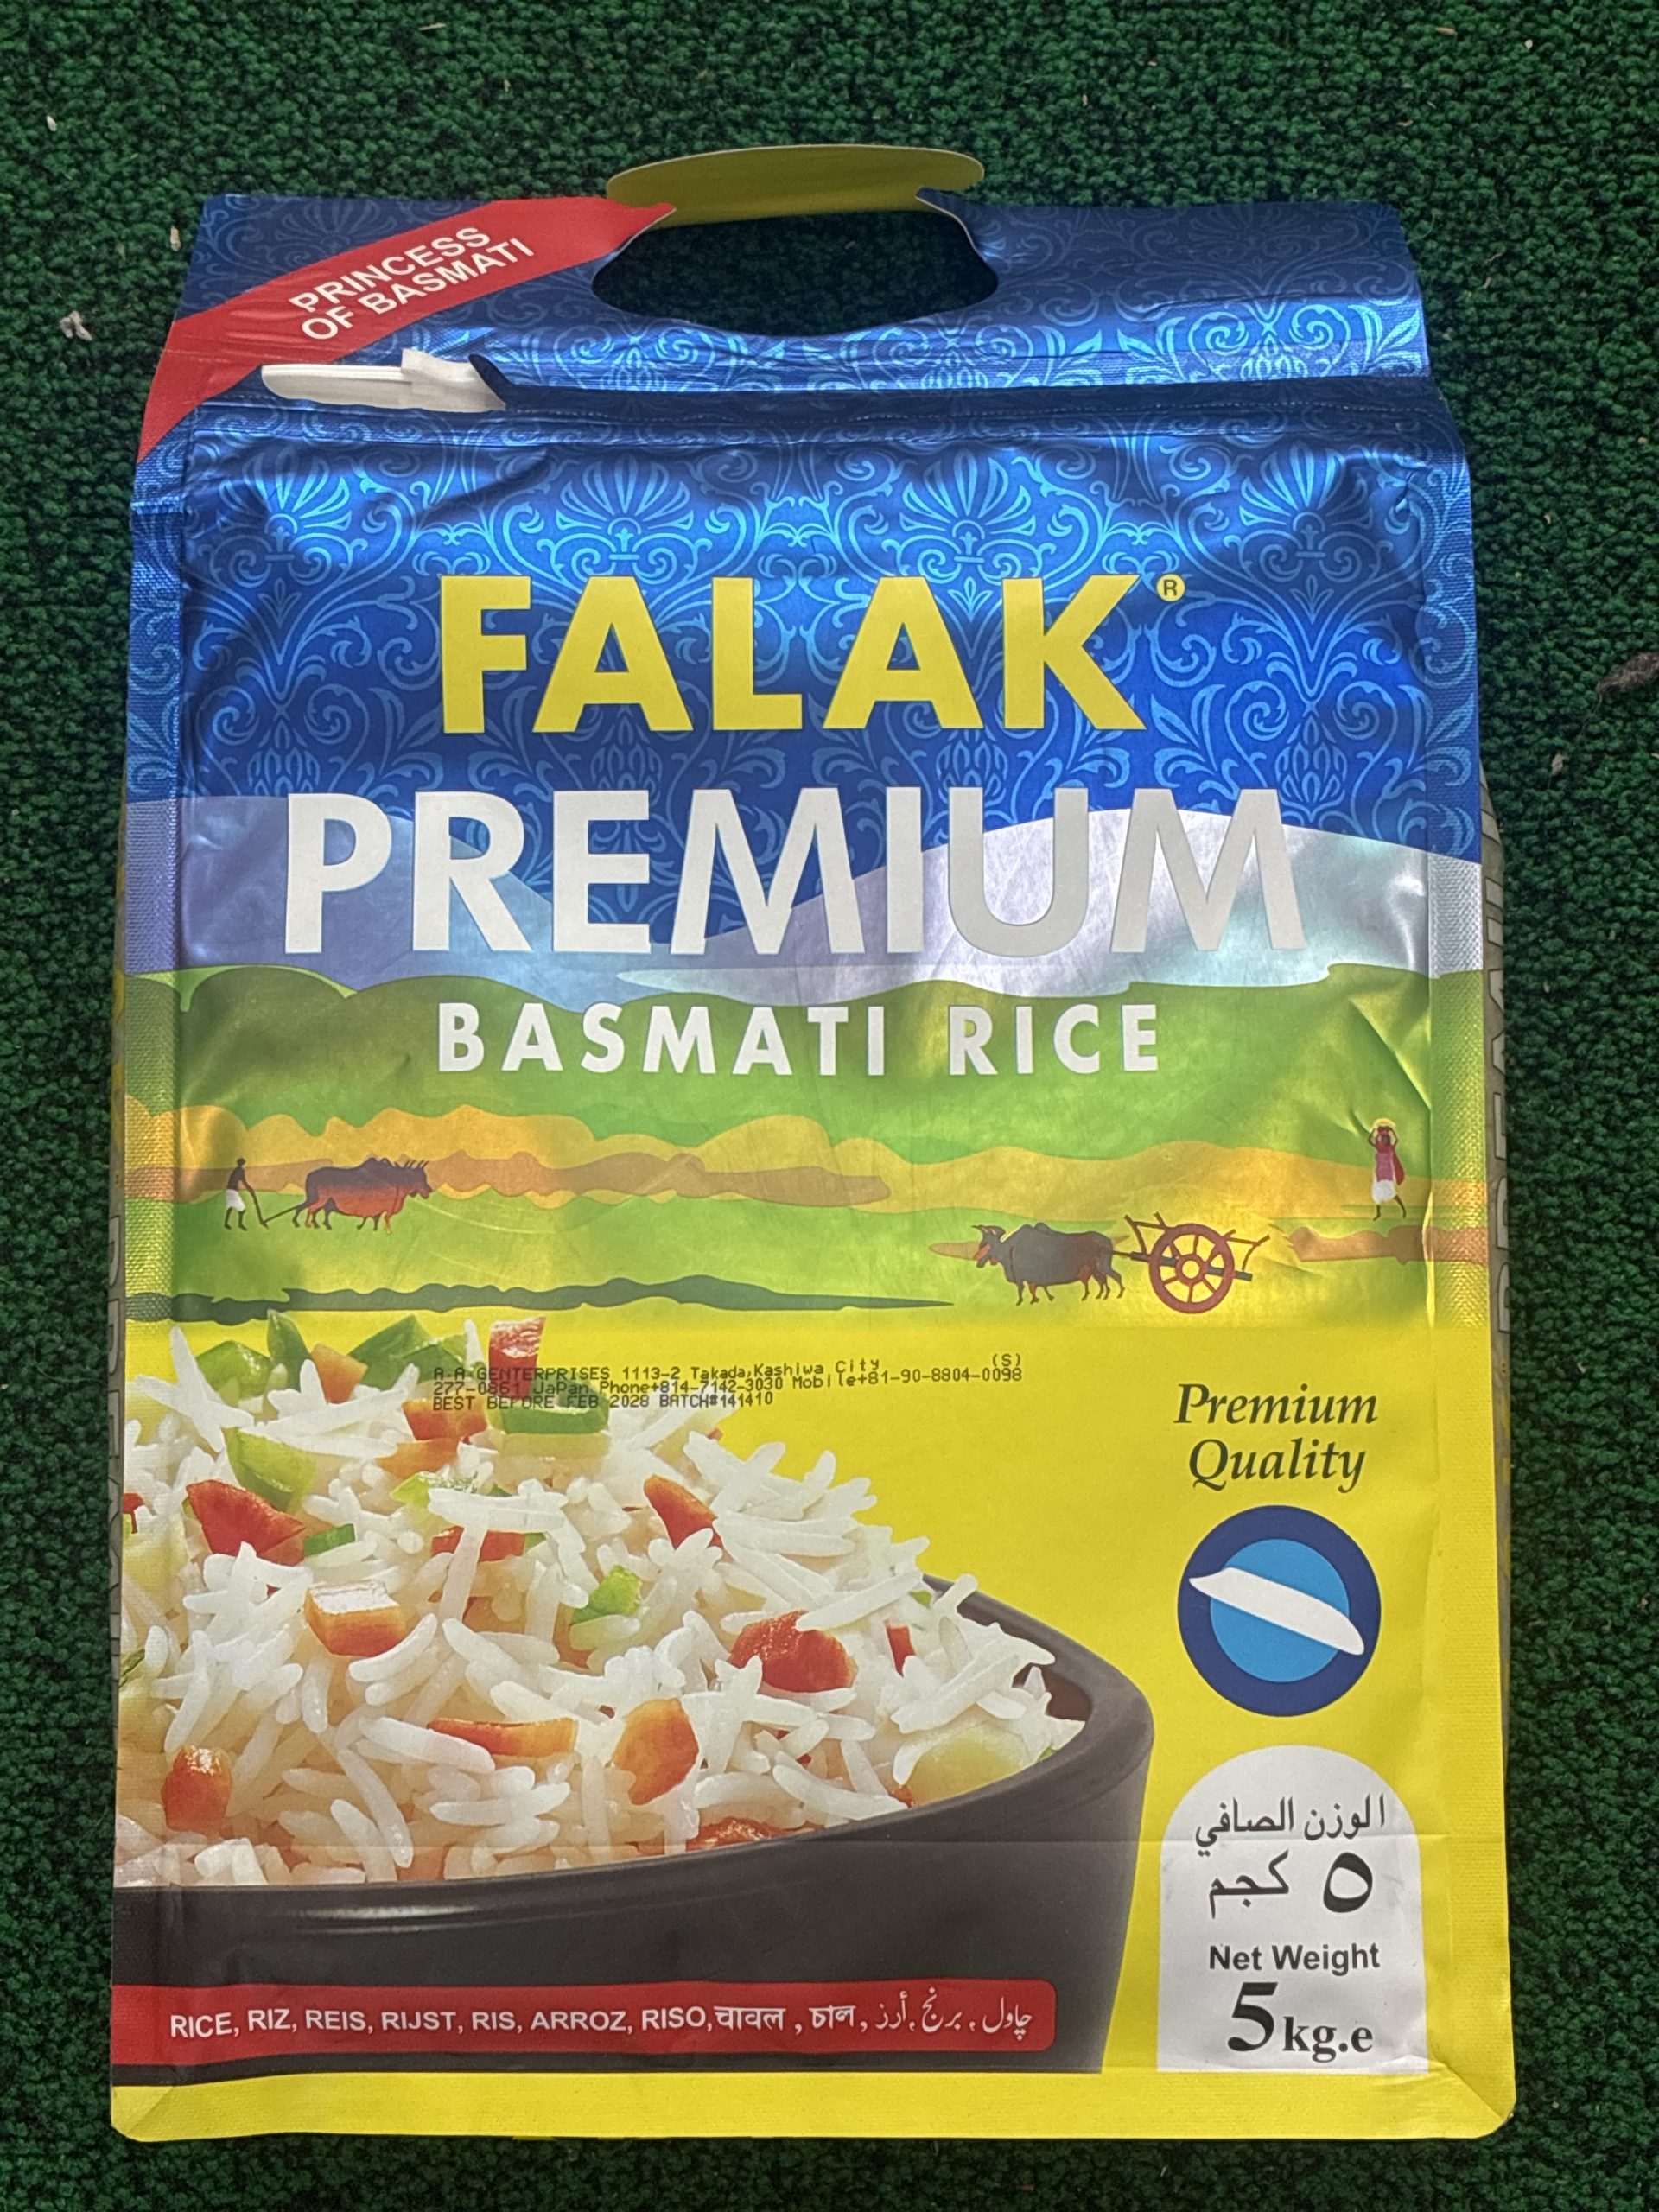 PRINCESS
OF BASMATI
FALAK®
PREMIUM
BASMATI RICE
A.A GENTERPRISES 1113-2 Takada,Kashiwa City (S)
277-0861 JaPan Phone+814-7142-3030 Mobile+81-90-8804-0098
BEST BEFORE FEB 2028 BATCH#141410
Premium
Quality
الوزن الصافي
٥ كجم
Net Weight
5kg.e
RICE, RIZ, REIS, RIJST, RIS, ARROZ, RISO, चावल , চাল, أرز, برنج, چاول